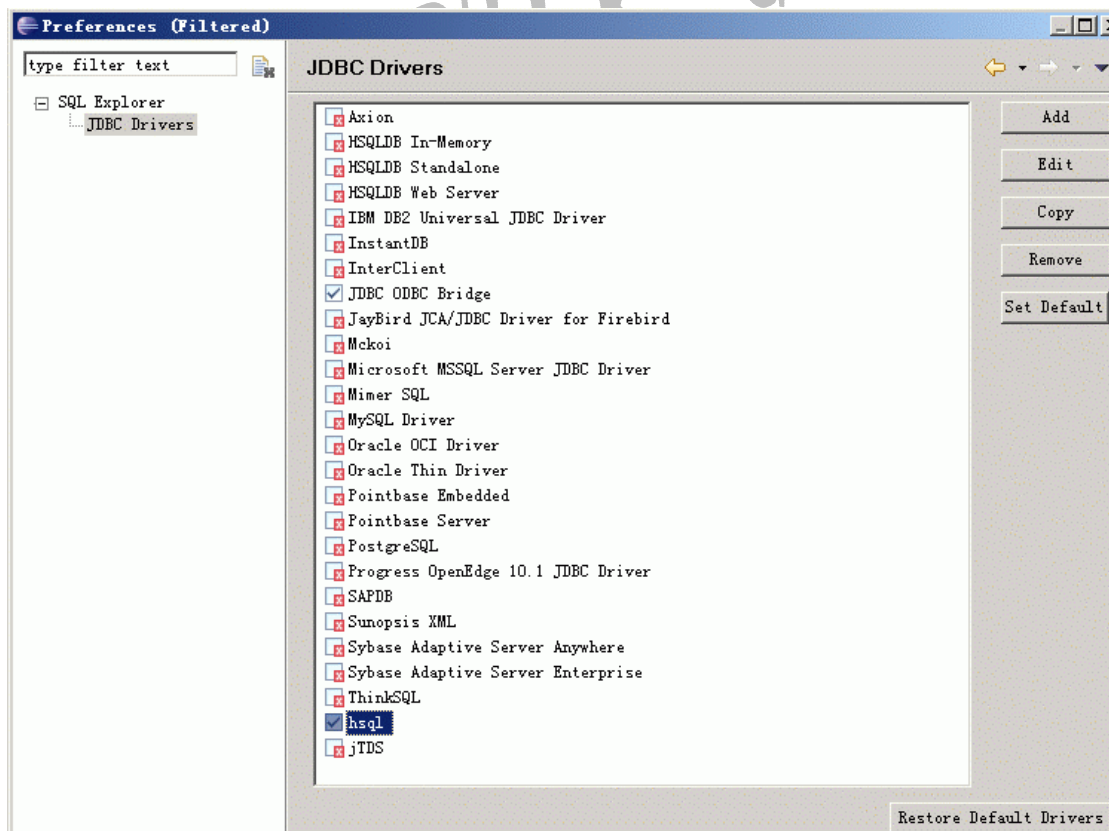 Preferences (Filtered)
type filter text
JDBC Drivers
SQL Explorer
JDBC Drivers
Axion
HSQLDB In-Memory
HSQLDB Standalone
HSQLDB Web Server
IBM DB2 Universal JDBC Driver
InstantDB
InterClient
JDBC ODBC Bridge
JayBird JCA/JDBC Driver for Firebird
Mckoi
Microsoft MSSQL Server JDBC Driver
Mimer SQL
MySQL Driver
Oracle OCI Driver
Oracle Thin Driver
Pointbase Embedded
Pointbase Server
PostgreSQL
Progress OpenEdge 10.1 JDBC Driver
SAPDB
Sunopsis XML
Sybase Adaptive Server Anywhere
Sybase Adaptive Server Enterprise
ThinkSQL
hsql
jTDS
Add
Edit
Copy
Remove
Set Default
Restore Default Drivers